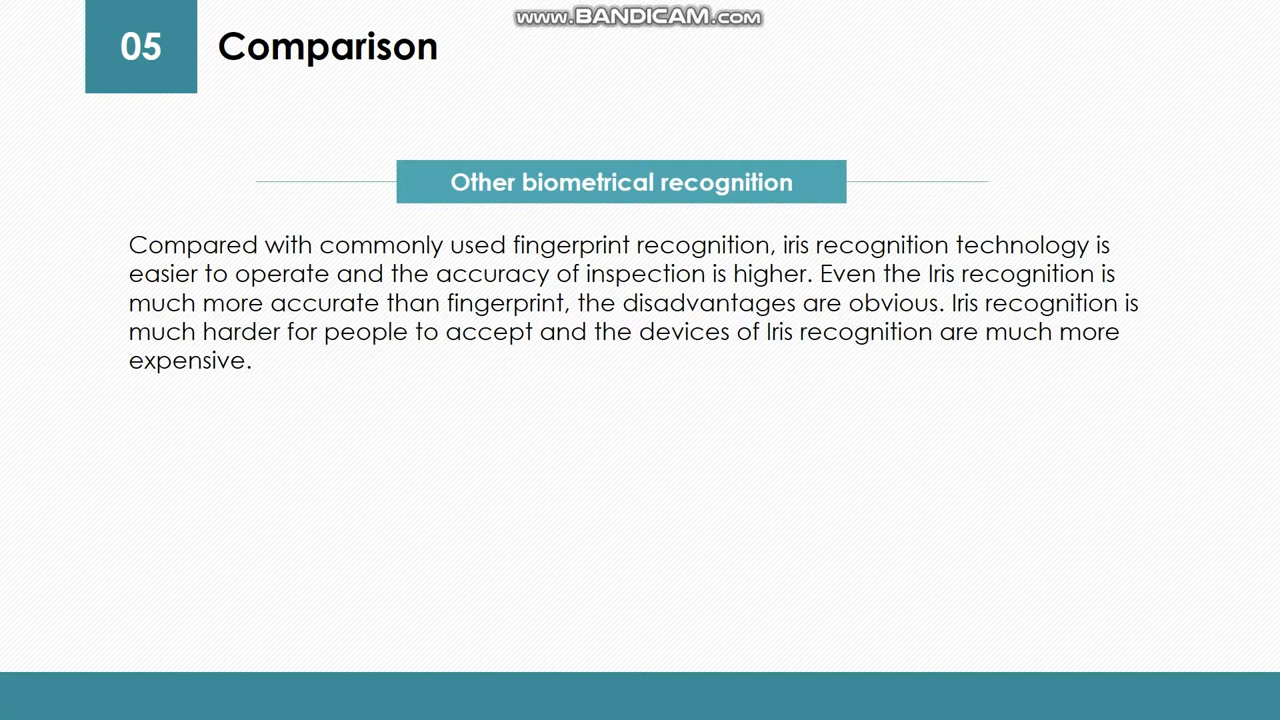 www.BANDICAM.com
05 Comparison
Other biometrical recognition
Compared with commonly used fingerprint recognition, iris recognition technology is
easier to operate and the accuracy of inspection is higher. Even the Iris recognition is
much more accurate than fingerprint, the disadvantages are obvious. Iris recognition is
much harder for people to accept and the devices of Iris recognition are much more
expensive.